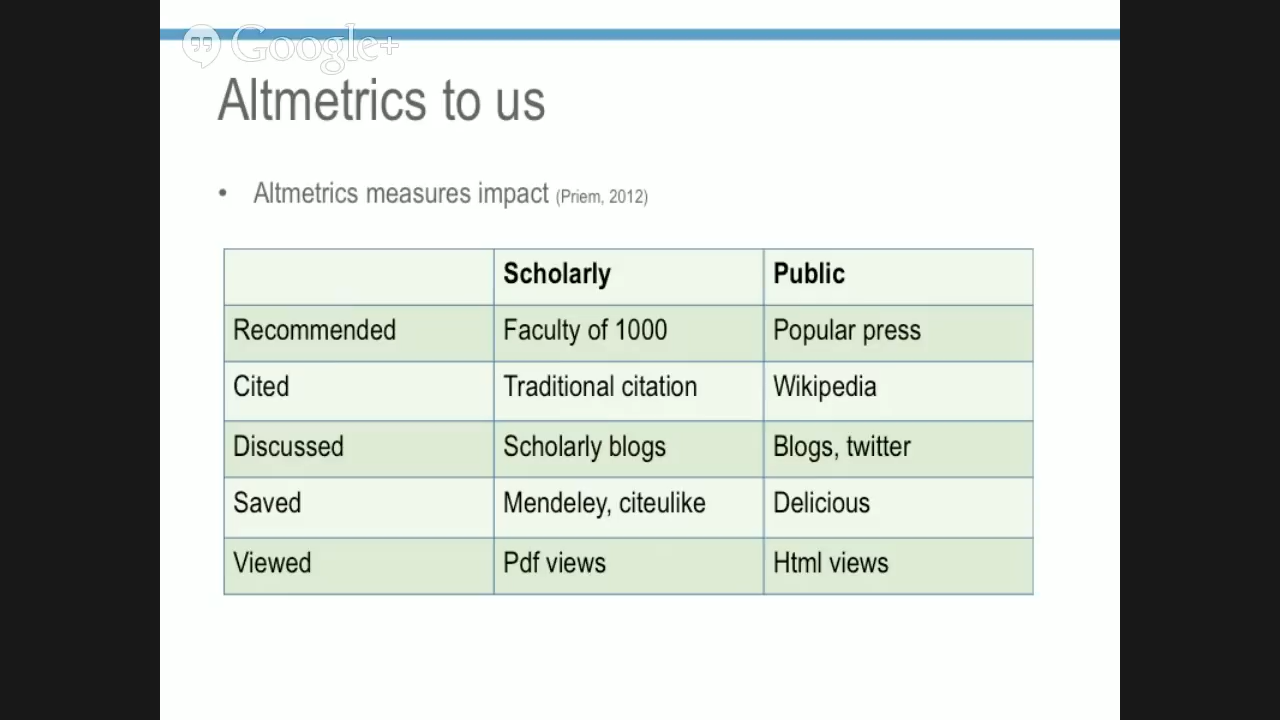 Google+
Altmetrics to us
• Altmetrics measures impact (Priem, 2012)
Scholarly Public
Recommended Faculty of 1000 Popular press
Cited Traditional citation Wikipedia
Discussed Scholarly blogs Blogs, twitter
Saved Mendeley, citeulike Delicious
Viewed Pdf views Html views